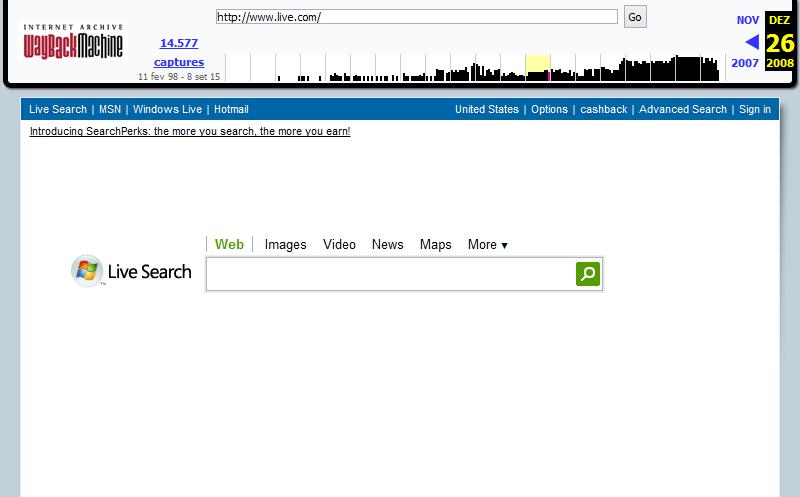 INTERNET ARCHIVE
WayBackMachine
http://www.live.com/
Go
14.577
captures
11 fev 98 - 8 set 15
NOV
DEZ
26
2007
2008
Live Search | MSN | Windows Live | Hotmail
United States | Options | cashback | Advanced Search | Sign in
Introducing SearchPerks: the more you search, the more you earn!
Web Images Video News Maps More ▼
Live Search
TM